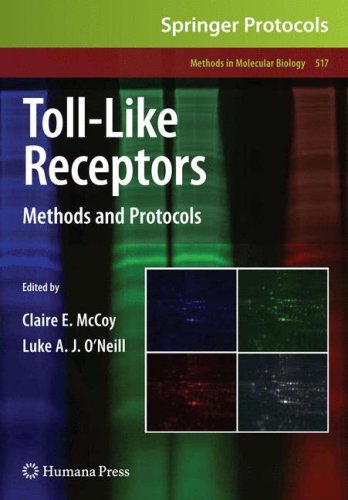 Springer Protocols
Methods in Molecular Biology 517
Toll-Like
Receptors
Methods and Protocols
Edited by
Claire E. McCoy
Luke A. J. O'Neill
Humana Press